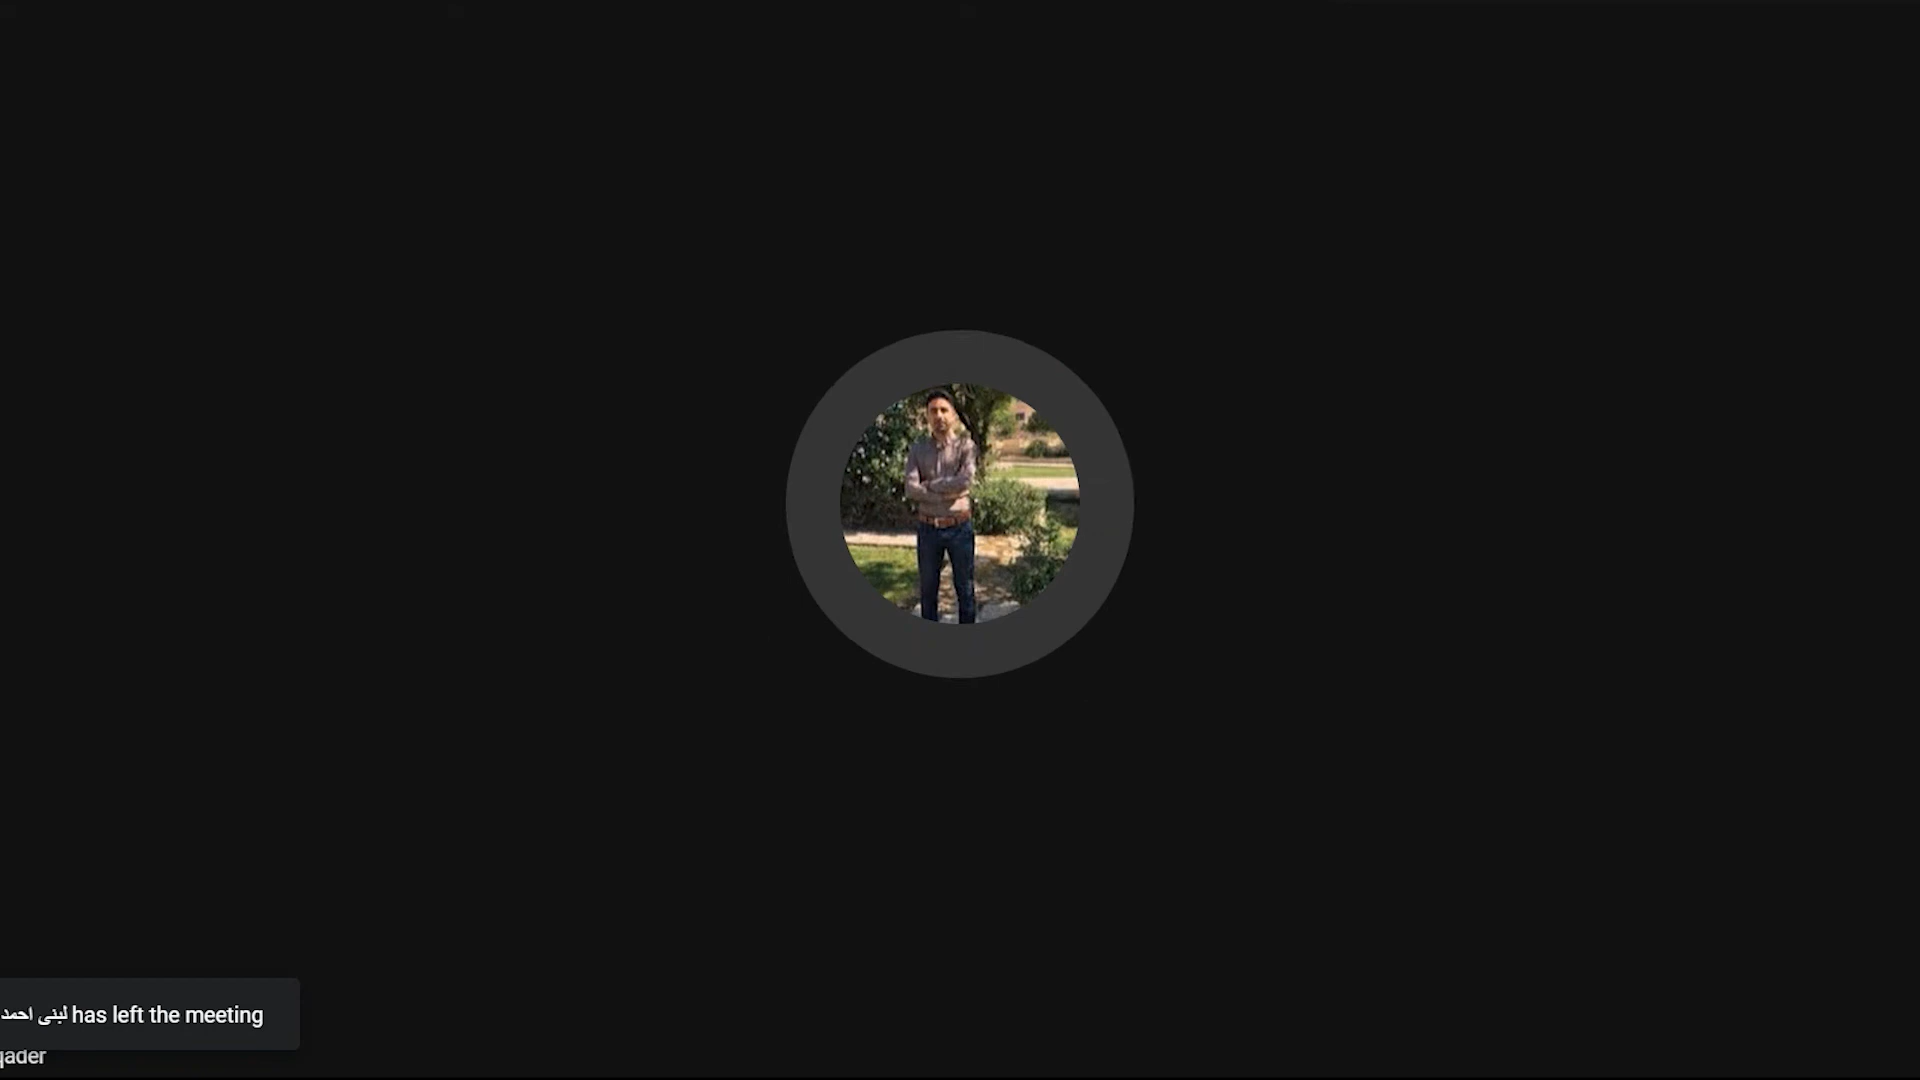 لبنى احمد has left the meeting
qader